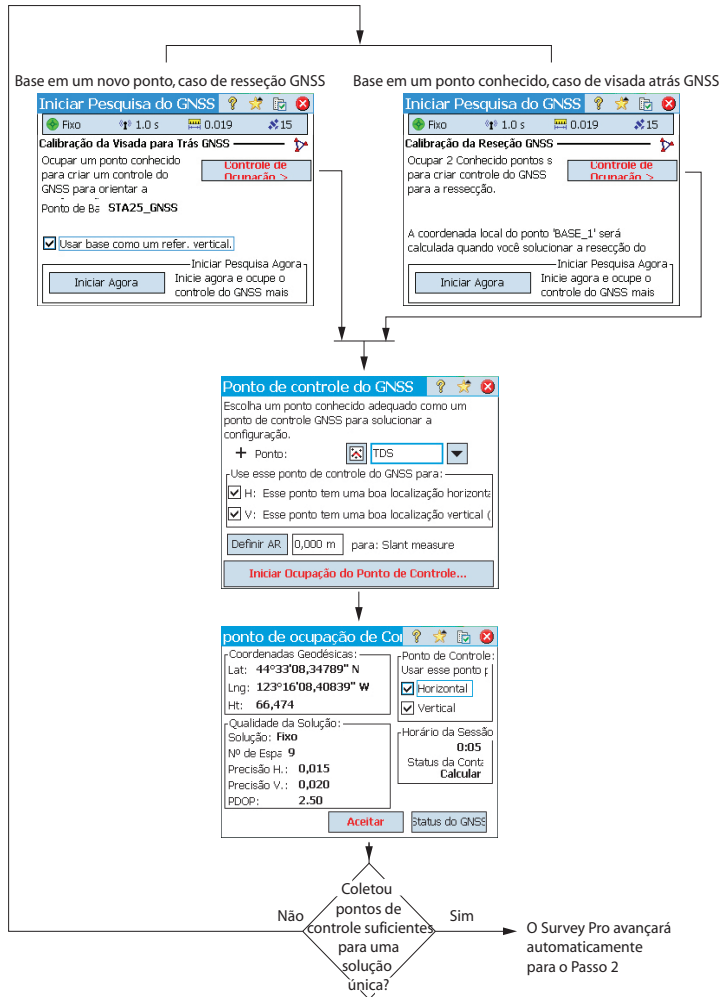 Base em um novo ponto, caso de resseção GNSS
Iniciar Pesquisa do GNSS
Fixo 1.0 s 0.019 15
Calibração da Visada para Trás GNSS
Ocupar um ponto conhecido
para criar um controle do
GNSS para orientar a
Controle de
Ocupação >
Ponto de Ba STA25_GNSS
Usar base como um refer. vertical.
Iniciar Pesquisa Agora
Iniciar Agora
Inicie agora e ocupe o
controle do GNSS mais
Base em um ponto conhecido, caso de visada atrás GNSS
Iniciar Pesquisa do GNSS
Fixo 1.0 s 0.019 15
Calibração da Reseção GNSS
Ocupar 2 Conhecido pontos s
para criar controle do GNSS
para a ressecção.
Controle de
Ocupação >
A coordenada local do ponto 'BASE_1' será
calculada quando você solucionar a resecção do
Iniciar Pesquisa Agora
Iniciar Agora
Inicie agora e ocupe o
controle do GNSS mais
Ponto de controle do GNSS
Escolha um ponto conhecido adequado como um
ponto de controle GNSS para solucionar a
configuração.
Ponto: TDS
Use esse ponto de controle do GNSS para:
H: Esse ponto tem uma boa localização horizonta
V: Esse ponto tem uma boa localização vertical (
Definir AR 0,000 m para: Slant measure
Iniciar Ocupação do Ponto de Controle...
ponto de ocupação de Co
Coordenadas Geodésicas:
Lat: 44°33'08,34789" N
Lng: 123°16'08,40839" W
Ht: 66,474
Ponto de Controle:
Usar esse ponto p
Horizontal
Vertical
Qualidade da Solução:
Solução: Fixo
Nº de Espa 9
Precisão H.: 0,015
Precisão V.: 0,020
PDOP: 2.50
Horário da Sessão
0:05
Status da Conta
Calcular
Aceitar
Status do GNSS
Não
Coletou
pontos de
controle suficientes
para uma
solução
única?
Sim
O Survey Pro avançará
automaticamente
para o Passo 2